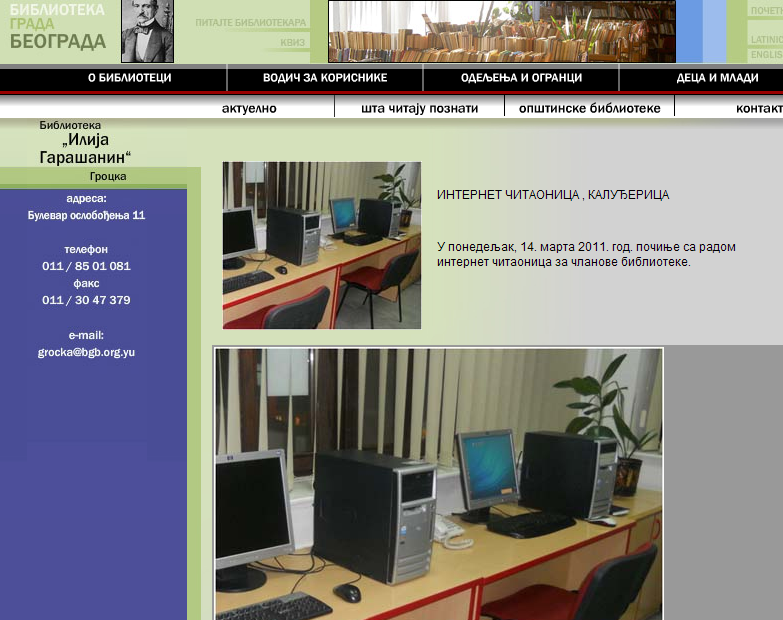 БИБЛИОТЕКА
ГРАДА
БЕОГРАДА
ПИТАЈТЕ БИБЛИОТЕКАРА
КВИЗ
LATINIC
ENGLIS
О БИБЛИОТЕЦИ
ВОДИЧ ЗА КОРИСНИКЕ
ОДЕЉЕЊА И ОГРАНЦИ
ДЕЦА И МЛАДИ
актуелно
шта читају познати
општинске библиотеке
контакт
Библиотека
„Илија
Гарашанин“
Гроцка
адреса:
Булевар ослобођења 11
телефон
011 / 85 01 081
факс
011 / 30 47 379
e-mail:
grocka@bgb.org.yu
ИНТЕРНЕТ ЧИТАОНИЦА , КАЛУЂЕРИЦА
У понедељак, 14. марта 2011. год. почиње са радом
интернет читаоница за чланове библиотеке.